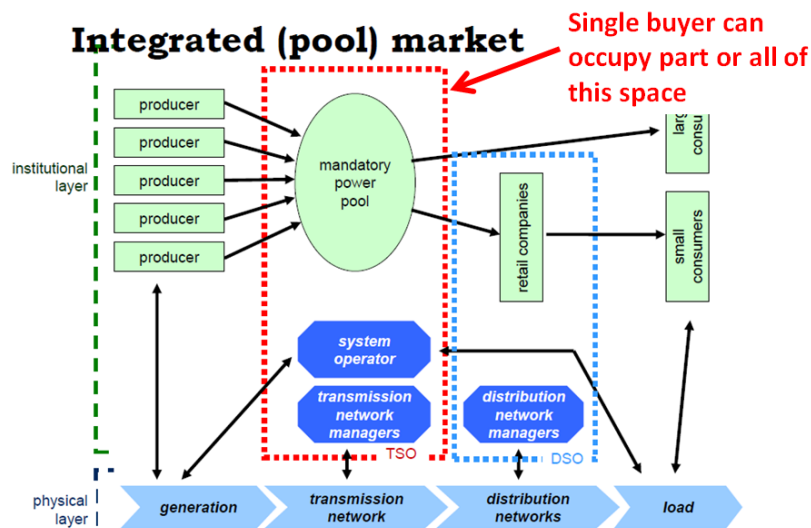 Integrated (pool) market
Single buyer can
occupy part or all of
this space
producer
producer
producer
producer
producer
institutional
layer
mandatory
power
pool
retail companies
small
consumers
system
operator
transmission
network
managers
distribution
network
managers
TSO
DSO
physical
layer
generation
transmission
network
distribution
networks
load